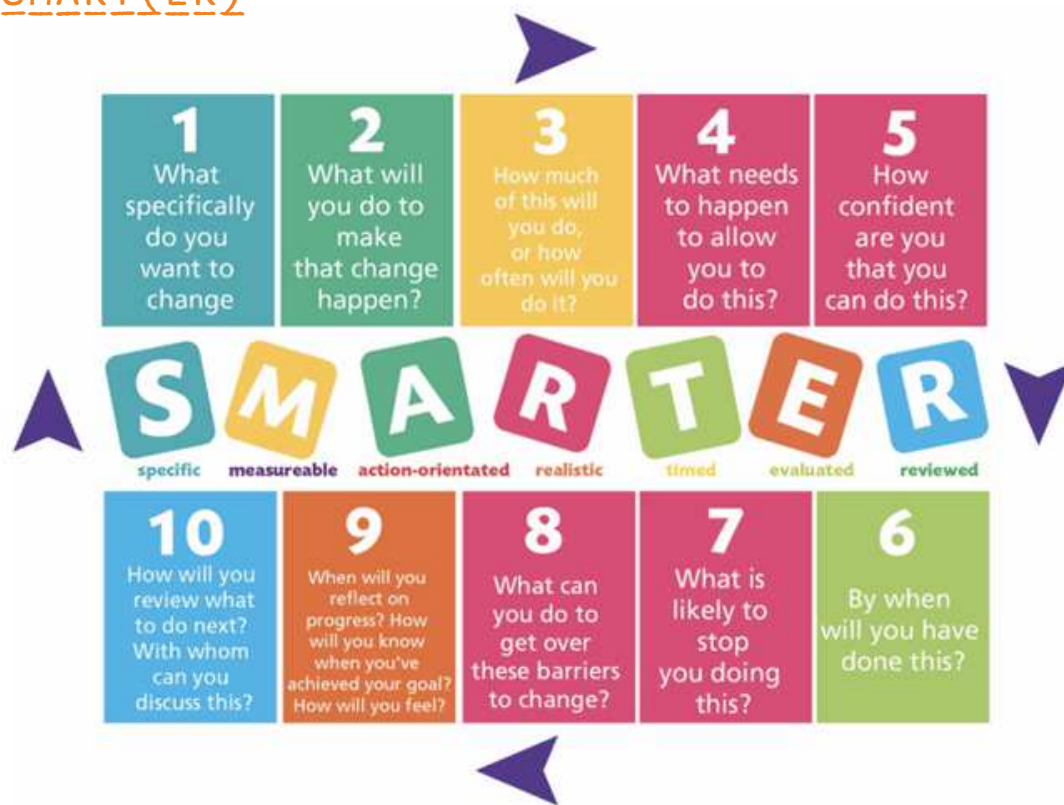 SMART(ER)
1
What
specifically
do you
want to
change
2
What will
you do to
make
that change
happen?
3
How much
of this will
you do,
or how
often will you
do it?
4
What needs
to happen
to allow
you to
do this?
5
How
confident
are you
that you
can do this?
S M A R T E R
specific measureable action-orientated realistic timed evaluated reviewed
10
How will you
review what
to do next?
With whom
can you
discuss this?
9
When will you
reflect on
progress? How
will you know
when you've
achieved your goal?
How will you feel?
8
What can
you do to
get over
these barriers
to change?
7
What is
likely to
stop
you doing
this?
6
By when
will you have
done this?